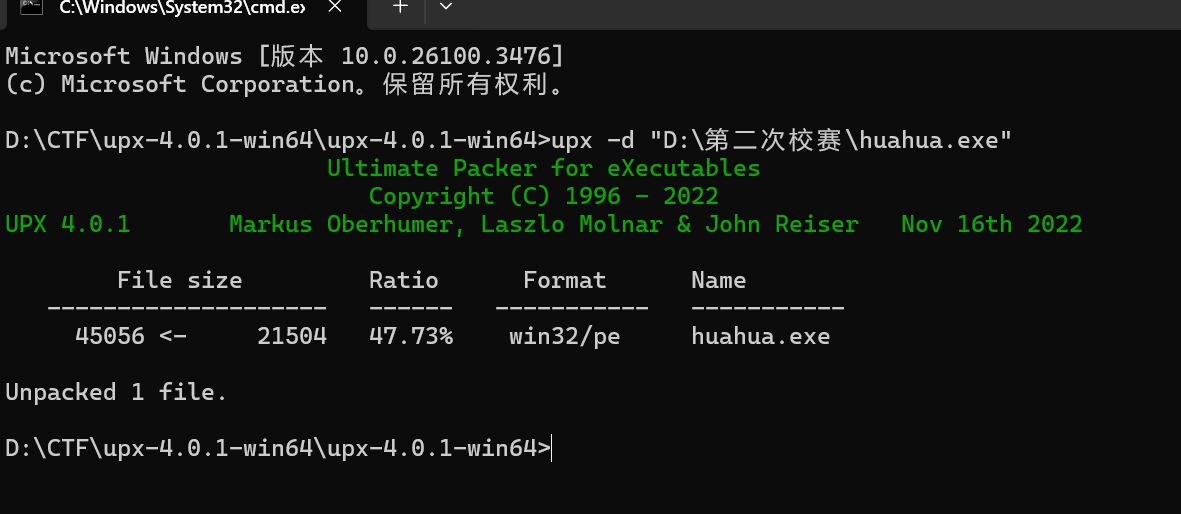 C:\Windows\System32\cmd.ex
Microsoft Windows [版本 10.0.26100.3476]
(c) Microsoft Corporation。保留所有权利。
D:\CTF\upx-4.0.1-win64\upx-4.0.1-win64>upx -d "D:\第二次校赛\huahua.exe"
Ultimate Packer for eXecutables
Copyright (C) 1996 - 2022
UPX 4.0.1 Markus Oberhumer, Laszlo Molnar & John Reiser Nov 16th 2022
File size Ratio Format Name
-------------------- ------ ----------- -----------
45056 <- 21504 47.73% win32/pe huahua.exe
Unpacked 1 file.
D:\CTF\upx-4.0.1-win64\upx-4.0.1-win64>